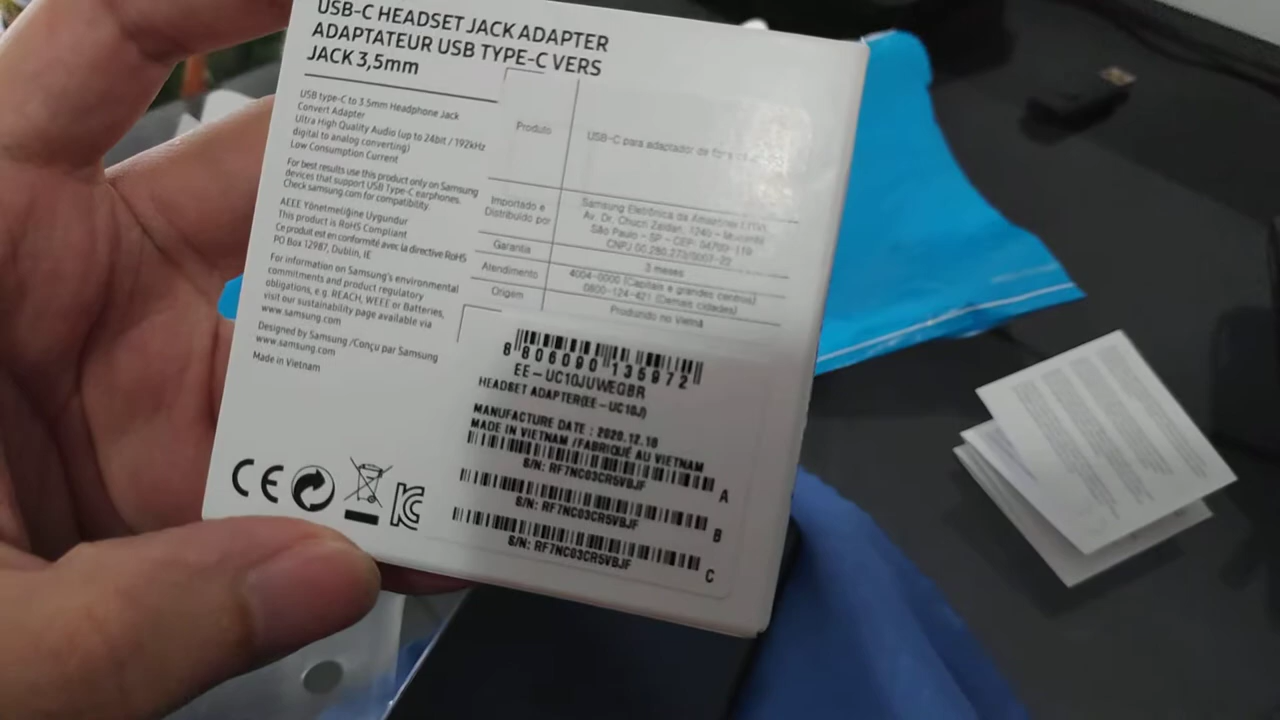 USB-C HEADSET JACK ADAPTER
ADAPTATEUR USB TYPE-C VERS
JACK 3,5mm
USB type-C to 3.5mm Headphone Jack
Convert Adapter
Ultra High Quality Audio (up to 24bit / 192kHz
digital to analog converting)
Low Consumption Current
For best results use this product only on Samsung
devices that support USB Type-C earphones.
Check samsung.com for compatibility.
AEEE Yönetmeliğine Uygundur
This product is RoHS Compliant
Ce produit est en conformité avec la directive RoHS
PO Box 12987, Dublin, IE
For information on Samsung's environmental
commitments and product regulatory
obligations, e.g. REACH, WEEE or Batteries,
visit our sustainability page available via
www.samsung.com
Designed by Samsung /Conçu par Samsung
www.samsung.com
Made in Vietnam
Produto
USB-C para adaptador de
Importado e
Distribuído por
Samsung Eletrônica da Amazônia
Av. Dr. Chucri Zaidan, 1240 -
São Paulo - SP - CEP:
CNPJ 00.280.273/0007-22
Garantia
3 meses
Atendimento
4004-0000 (Capitais e grandes centros)
0800-124-421 (Demais cidades)
Origem
Produzido no Vietnã
8 806090 135972
EE-UC10JUWEGBR
HEADSET ADAPTER(EE-UC10J)
MANUFACTURE DATE : 2020.12.18
MADE IN VIETNAM /FABRIQUÉ AU VIETNAM
A
S/N: RF7NC03CR5VBJF
B
S/N: RF7NC03CR5VBJF
C
S/N: RF7NC03CR5VBJF
CE